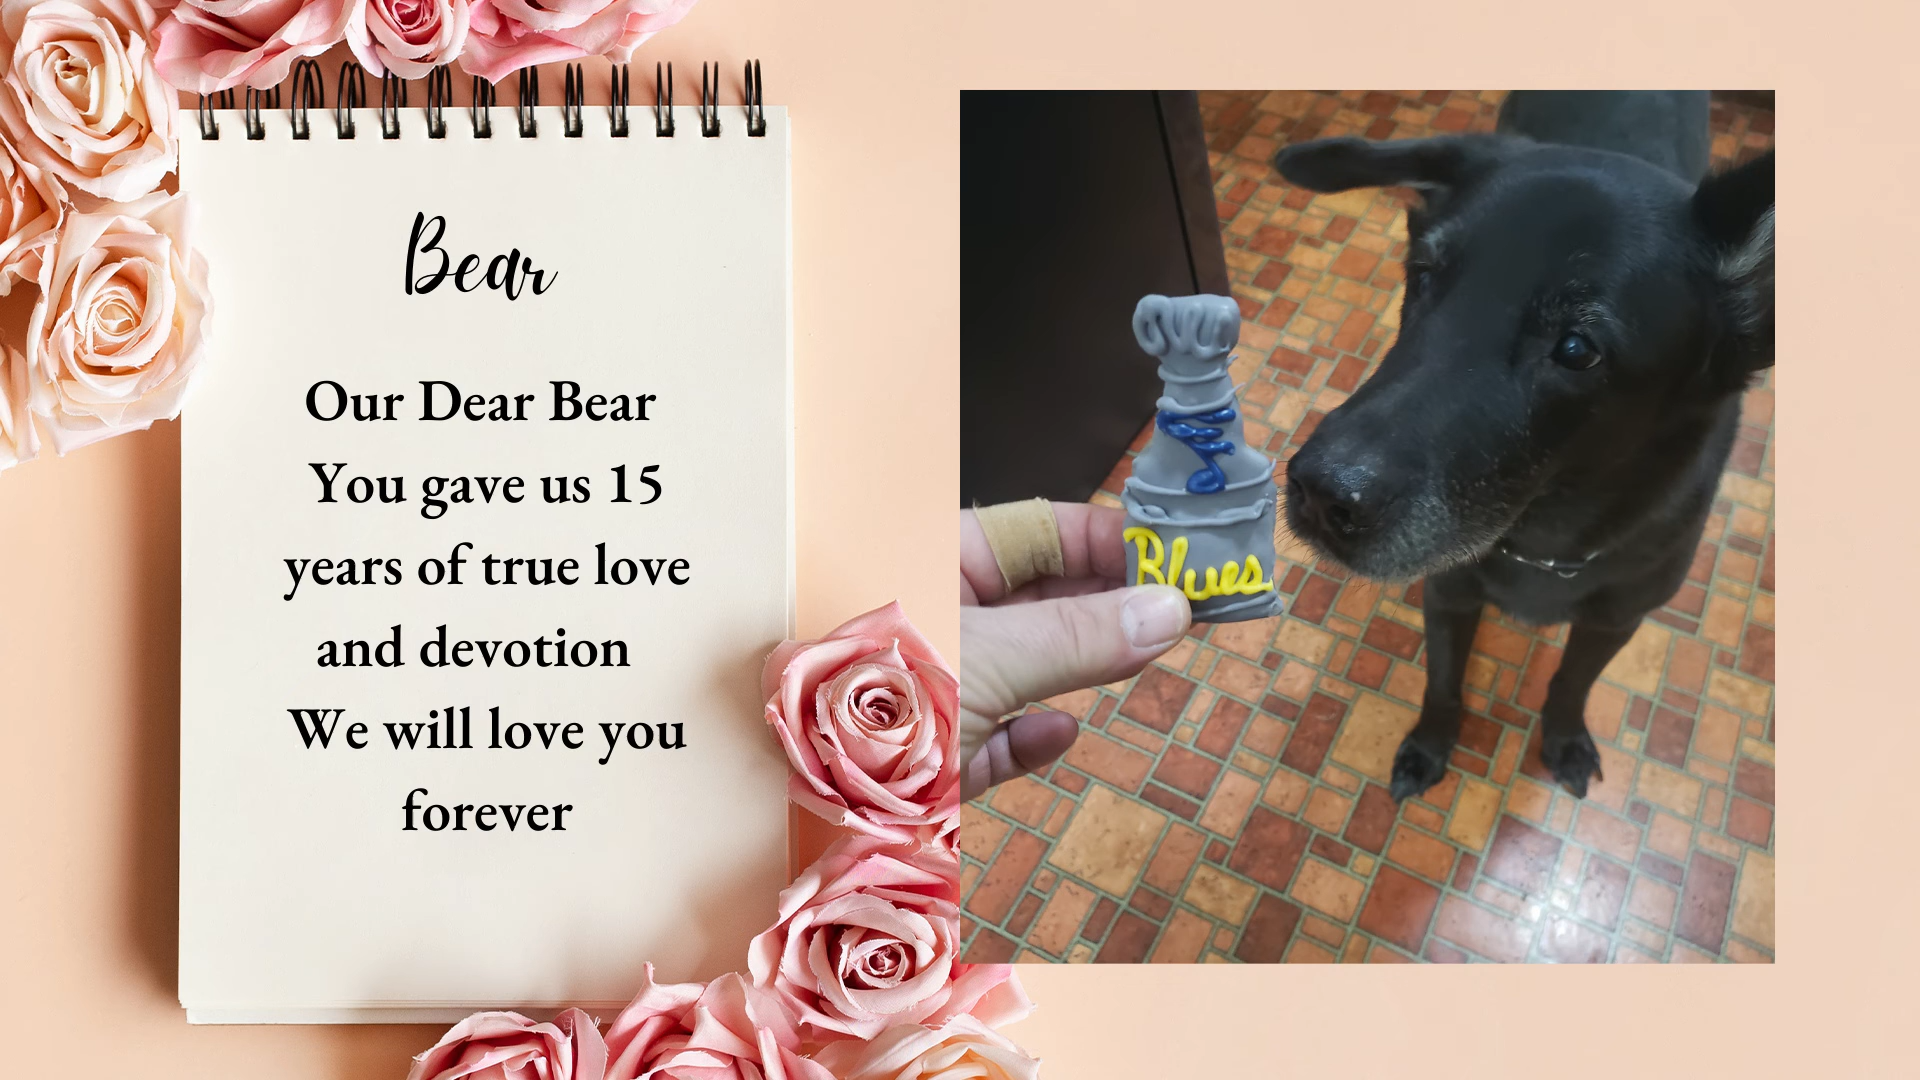 Bear
Our Dear Bear
You gave us 15
years of true love
and devotion
We will love you
forever
Blues